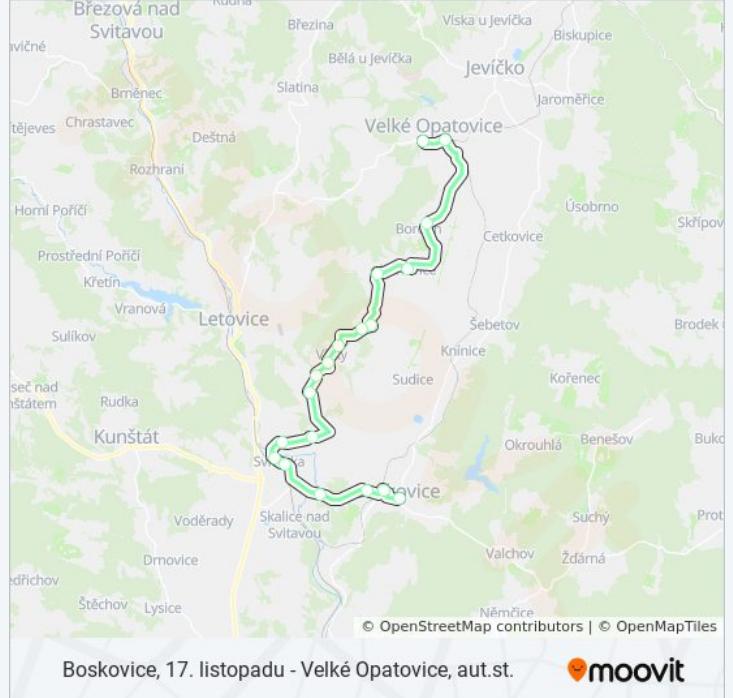 Březová nad
Svitavou
Březina
Víska u Jevíčka
Biskupice
Bělá u Jevíčka
Jevíčko
Slatina
Brněnec
Jaroměřice
Chrastavec
Velké Opatovice
Deštná
Rozhraní
Horní Poříčí
Úsobrno
Cetkovice
Prostřední Poříčí
Křetín
Vranová
Letovice
Šebetov
Sulíkov
Knínice
Sudice
Kořenec
Rudka
Kunštát
Okrouhlá
Benešov
Skalice nad
Svitavou
Voděrady
Suchý
Valchov
Žďárná
Drnovice
Štěchov
Lysice
Němčice
© OpenStreetMap contributors | © OpenMapTiles
Boskovice, 17. listopadu - Velké Opatovice, aut.st.
moovit